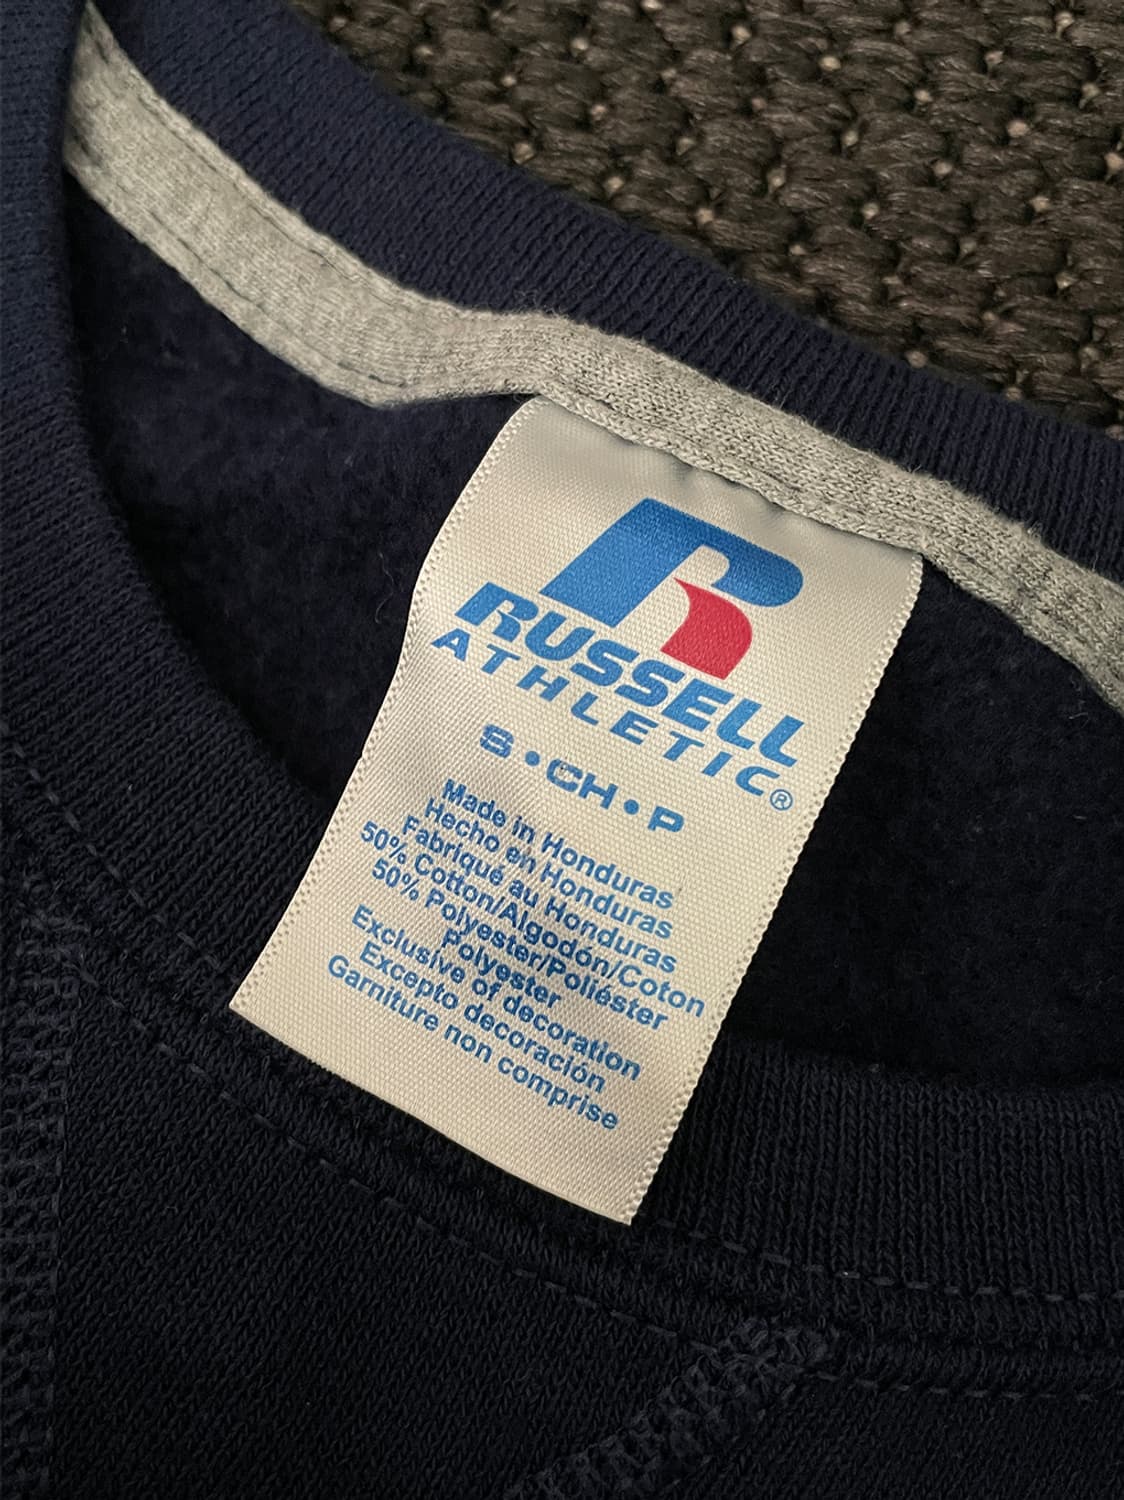 RUSSELL
ATHLETIC®
S•CH•P
Made in Honduras
Hecho en Honduras
Fabriqué au Honduras
50% Cotton/Algodón/Coton
50% Polyester/Poliéster
Polyester
Exclusive of decoration
Excepto decoración
Garniture non comprise